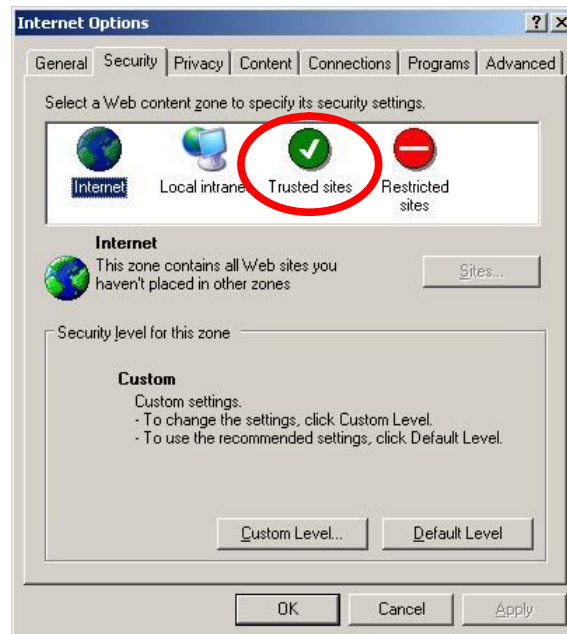 Internet Options
General Security Privacy Content Connections Programs Advanced
Select a Web content zone to specify its security settings.
Internet Local intrane Trusted sites Restricted sites
Internet
This zone contains all Web sites you
haven't placed in other zones
Sites...
Security level for this zone
Custom
Custom settings.
- To change the settings, click Custom Level.
- To use the recommended settings, click Default Level.
Custom Level... Default Level
OK Cancel Apply